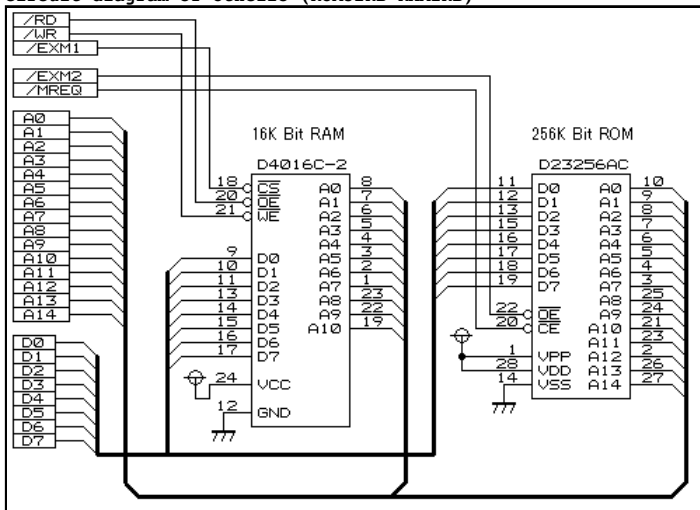 /RD
/WR
/EXM1
/EXM2
/MREQ
A0
A1
A2
A3
A4
A5
A6
A7
A8
A9
A10
A11
A12
A13
A14
D0
D1
D2
D3
D4
D5
D6
D7
16K Bit RAM
D4016C-2
18 CS A0 8
20 OE A1 7
21 WE A2 6
A3 5
A4 4
9 D0 A5 3
10 D1 A6 2
11 D2 A7 1
13 D3 A8 23
14 D4 A9 22
15 D5 A10 19
16 D6
17 D7
24 VCC
12 GND
256K Bit ROM
D23256AC
11 D0 A0 10
12 D1 A1 9
13 D2 A2 8
15 D3 A3 7
16 D4 A4 6
17 D5 A5 5
18 D6 A6 4
19 D7 A7 3
A8 25
22 OE A9 24
20 CE A10 21
A11 23
1 VPP A12 2
28 VDD A13 26
14 VSS A14 27